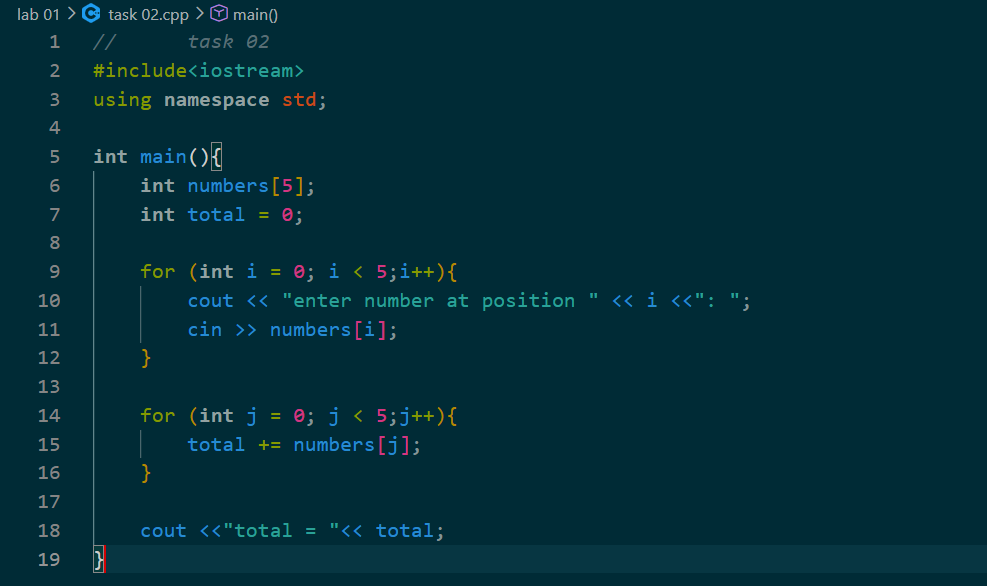 lab 01 > task 02.cpp > main()
1 //      task 02
2 #include<iostream>
3 using namespace std;
4
5 int main(){
6     int numbers[5];
7     int total = 0;
8
9     for (int i = 0; i < 5;i++){
10         cout << "enter number at position " << i <<": ";
11         cin >> numbers[i];
12     }
13
14     for (int j = 0; j < 5;j++){
15         total += numbers[j];
16     }
17
18     cout <<"total = "<< total;
19 }